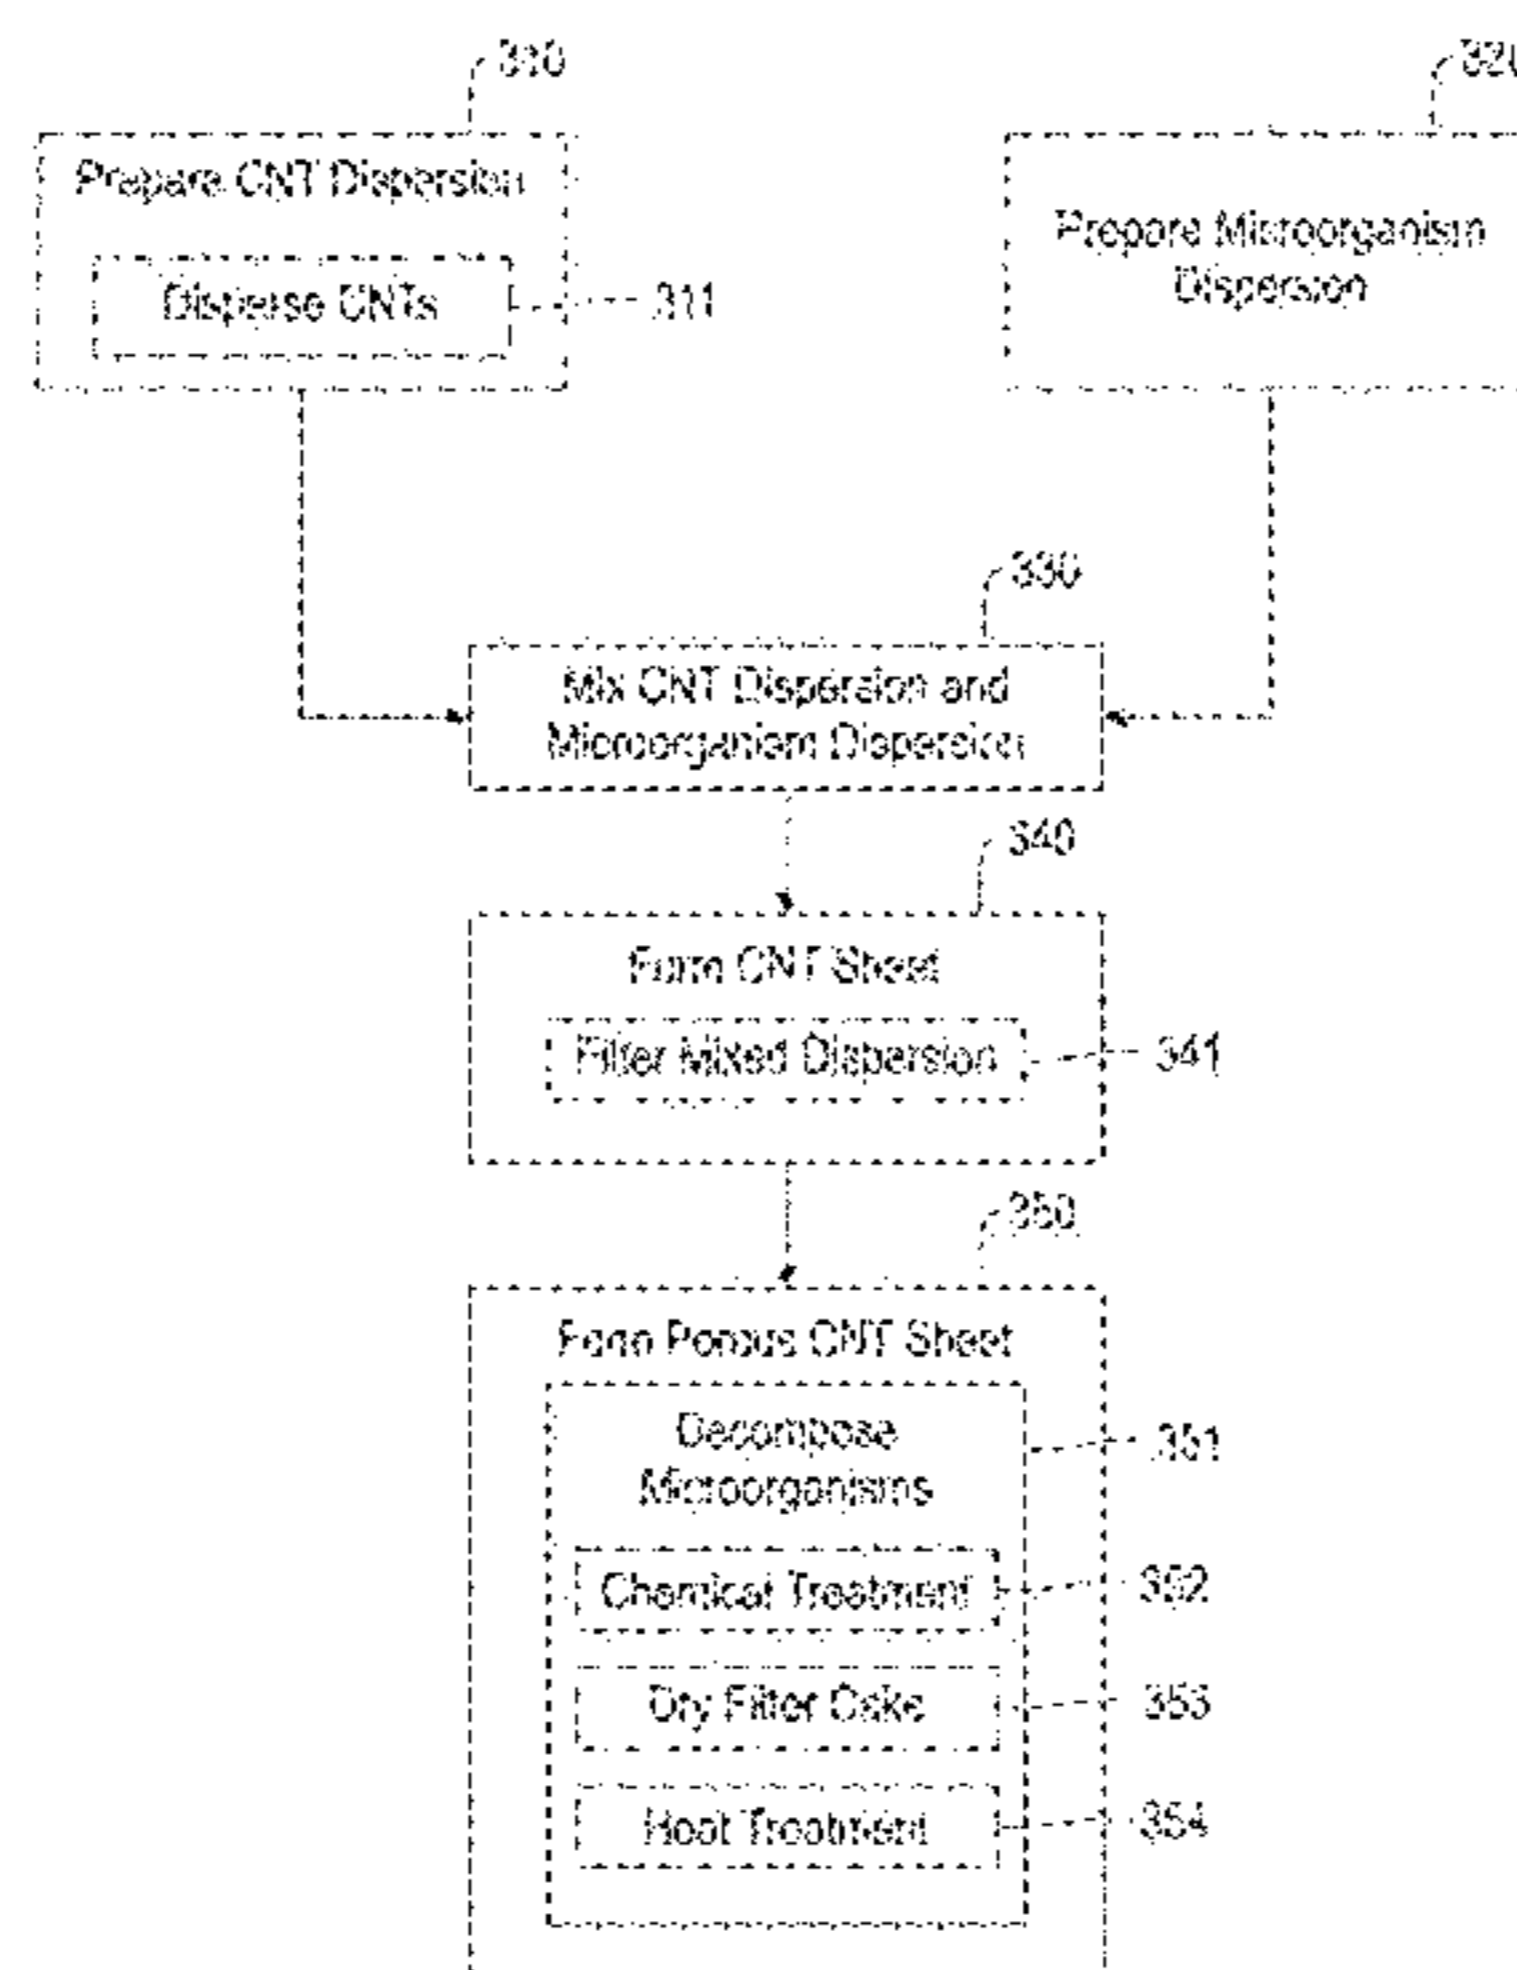 310
320
Prepare CNT Dispersion
Disperse CNTs
311
Prepare Microorganism
Dispersion
330
Mix CNT Dispersion and
Microorganism Dispersion
340
Form CNT Sheet
Filter Mixed Dispersion
341
350
Form Porous CNT Sheet
Decompose
Microorganisms
351
Chemical Treatment
352
Dry Filter Cake
353
Heat Treatment
354